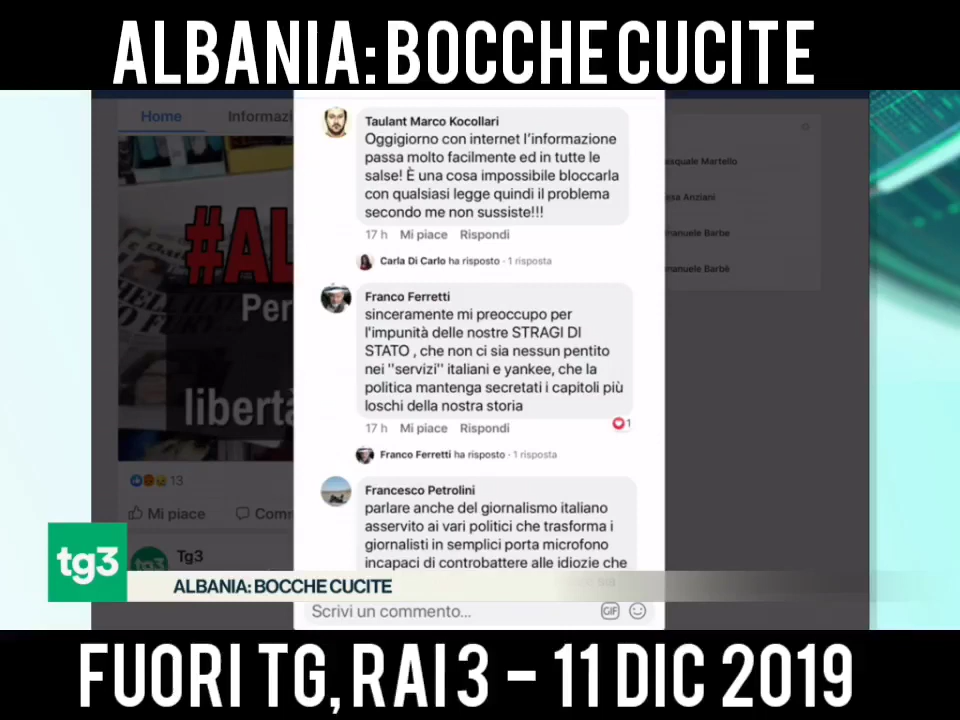 ALBANIA: BOCCHE CUCITE
Home Informazi
Taulant Marco Kocollari
Oggigiorno con internet l'informazione
passa molto facilmente ed in tutte le
salse! È una cosa impossibile bloccarla
con qualsiasi legge quindi il problema
secondo me non sussiste!!!
17 h Mi piace Rispondi
Carla Di Carlo ha risposto · 1 risposta
Franco Ferretti
sinceramente mi preoccupo per
l'impunità delle nostre STRAGI DI
STATO , che non ci sia nessun pentito
nei "servizi" italiani e yankee, che la
politica mantenga secretati i capitoli più
loschi della nostra storia
17 h Mi piace Rispondi
1
Franco Ferretti ha risposto · 1 risposta
Francesco Petrolini
parlare anche del giornalismo italiano
asservito ai vari politici che trasforma i
giornalisti in semplici porta microfono
incapaci di controbattere alle idiozie che
Scrivi un commento...
GIF
#AL
Per
libertà
13
Mi piace Comm
Tg3
asquale Martello
sa Anziani
nanuele Barbe
nanuele Barbè
tg3
ALBANIA: BOCCHE CUCITE
FUORI TG, RAI 3 – 11 DIC 2019